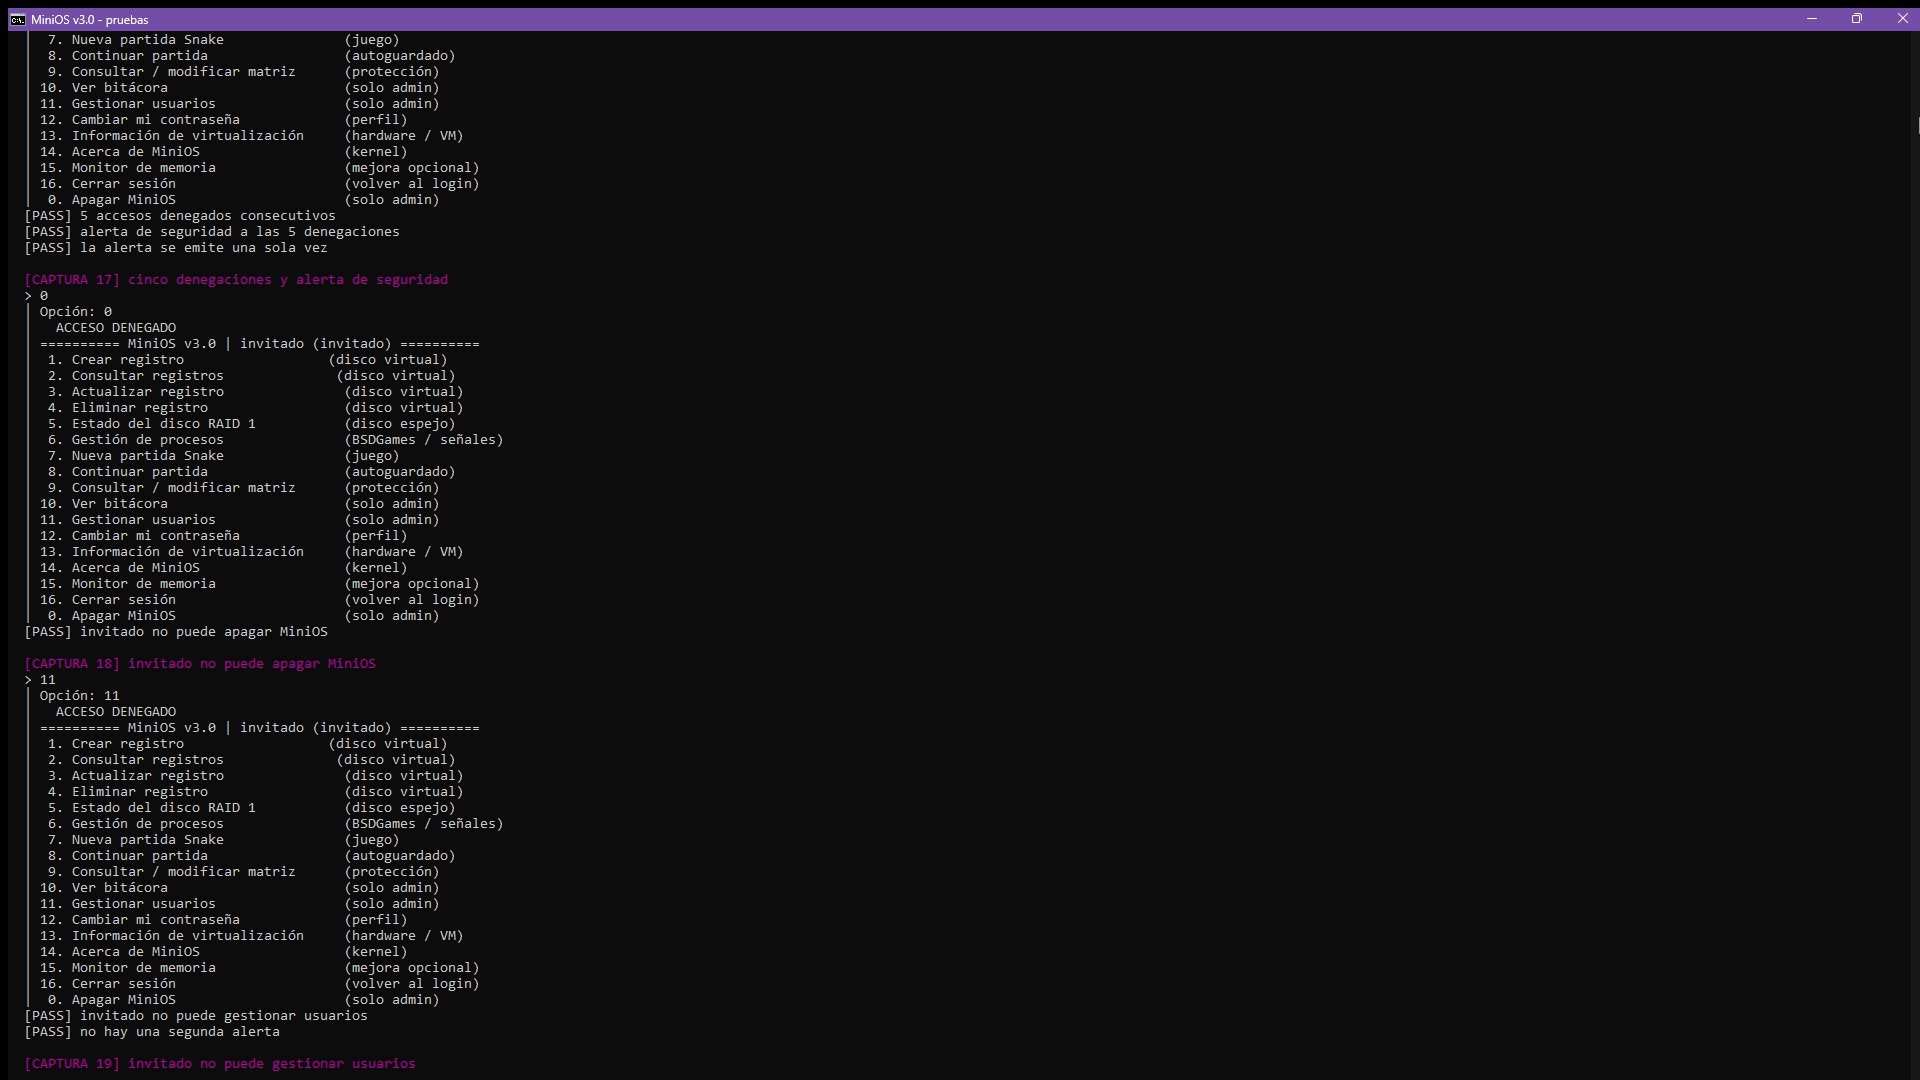 MiniOS v3.0 - pruebas
7. Nueva partida Snake (juego)
8. Continuar partida (autoguardado)
9. Consultar / modificar matriz (protección)
10. Ver bitácora (solo admin)
11. Gestionar usuarios (solo admin)
12. Cambiar mi contraseña (perfil)
13. Información de virtualización (hardware / VM)
14. Acerca de MiniOS (kernel)
15. Monitor de memoria (mejora opcional)
16. Cerrar sesión (volver al login)
0. Apagar MiniOS (solo admin)
[PASS] 5 accesos denegados consecutivos
[PASS] alerta de seguridad a las 5 denegaciones
[PASS] la alerta se emite una sola vez
[CAPTURA 17] cinco denegaciones y alerta de seguridad
> 0
Opción: 0
ACCESO DENEGADO
========== MiniOS v3.0 | invitado (invitado) ==========
1. Crear registro (disco virtual)
2. Consultar registros (disco virtual)
3. Actualizar registro (disco virtual)
4. Eliminar registro (disco virtual)
5. Estado del disco RAID 1 (disco espejo)
6. Gestión de procesos (BSDGames / señales)
7. Nueva partida Snake (juego)
8. Continuar partida (autoguardado)
9. Consultar / modificar matriz (protección)
10. Ver bitácora (solo admin)
11. Gestionar usuarios (solo admin)
12. Cambiar mi contraseña (perfil)
13. Información de virtualización (hardware / VM)
14. Acerca de MiniOS (kernel)
15. Monitor de memoria (mejora opcional)
16. Cerrar sesión (volver al login)
0. Apagar MiniOS (solo admin)
[PASS] invitado no puede apagar MiniOS
[CAPTURA 18] invitado no puede apagar MiniOS
> 11
Opción: 11
ACCESO DENEGADO
========== MiniOS v3.0 | invitado (invitado) ==========
1. Crear registro (disco virtual)
2. Consultar registros (disco virtual)
3. Actualizar registro (disco virtual)
4. Eliminar registro (disco virtual)
5. Estado del disco RAID 1 (disco espejo)
6. Gestión de procesos (BSDGames / señales)
7. Nueva partida Snake (juego)
8. Continuar partida (autoguardado)
9. Consultar / modificar matriz (protección)
10. Ver bitácora (solo admin)
11. Gestionar usuarios (solo admin)
12. Cambiar mi contraseña (perfil)
13. Información de virtualización (hardware / VM)
14. Acerca de MiniOS (kernel)
15. Monitor de memoria (mejora opcional)
16. Cerrar sesión (volver al login)
0. Apagar MiniOS (solo admin)
[PASS] invitado no puede gestionar usuarios
[PASS] no hay una segunda alerta
[CAPTURA 19] invitado no puede gestionar usuarios